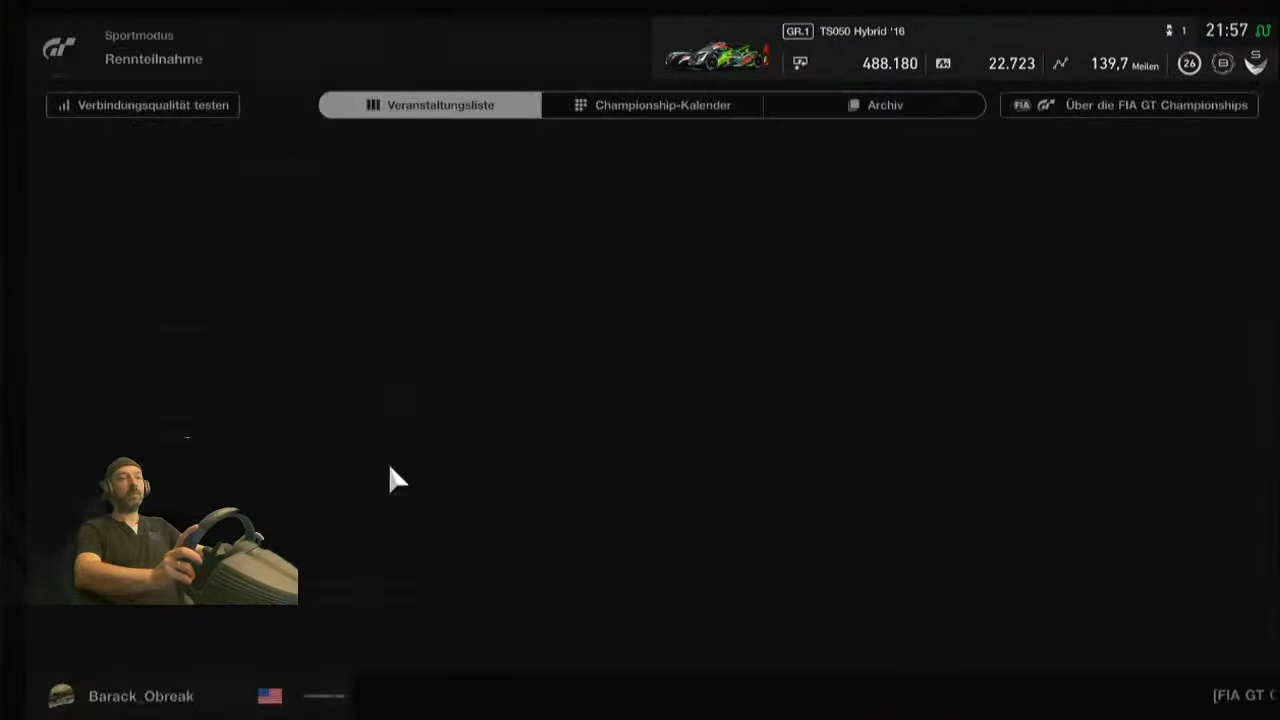 Sportmodus
Rennteilnahme
GR.1 TS050 Hybrid '16
1 21:57
488.180 22.723 139,7 Meilen 26 B S
Verbindungsqualität testen
Veranstaltungsliste
Championship-Kalender
Archiv
FIA GT Über die FIA GT Championships
Barack_Obreak
[FIA GT